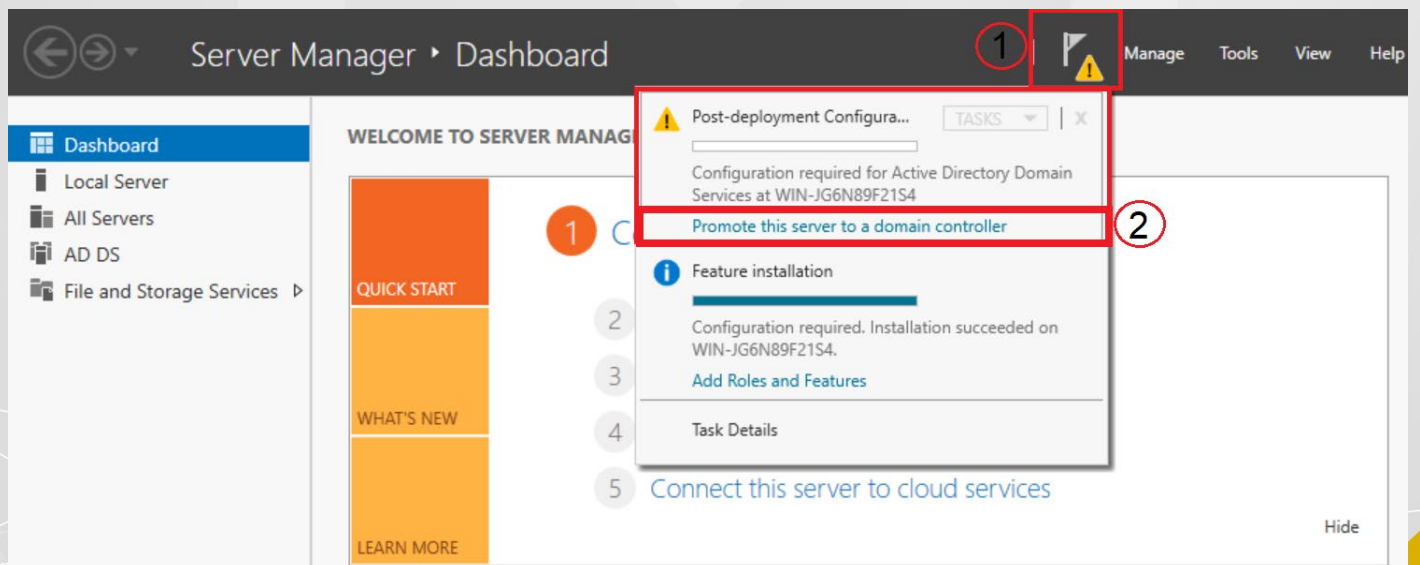 Server Manager ‣ Dashboard
1
Manage Tools View Help
Dashboard
Local Server
All Servers
AD DS
File and Storage Services
WELCOME TO SERVER MANAG
QUICK START
WHAT'S NEW
LEARN MORE
1 C
2
3
4
5 Connect this server to cloud services
Hide
Post-deployment Configura... TASKS X
Configuration required for Active Directory Domain
Services at WIN-JG6N89F21S4
Promote this server to a domain controller
2
Feature installation
Configuration required. Installation succeeded on
WIN-JG6N89F21S4.
Add Roles and Features
Task Details